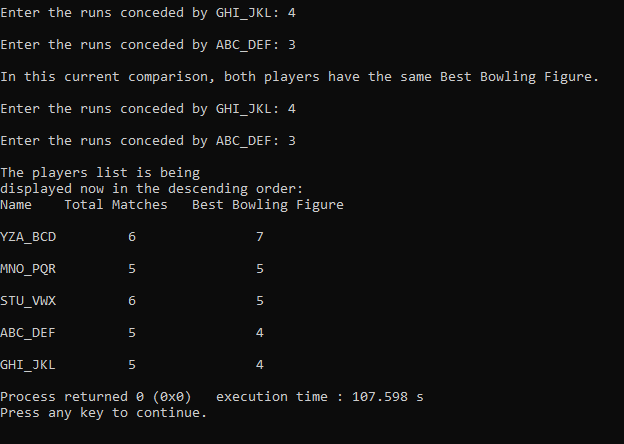 Enter the runs conceded by GHI_JKL: 4
Enter the runs conceded by ABC_DEF: 3
In this current comparison, both players have the same Best Bowling Figure.
Enter the runs conceded by GHI_JKL: 4
Enter the runs conceded by ABC_DEF: 3
The players list is being
displayed now in the descending order:
Name    Total Matches   Best Bowling Figure
YZA_BCD         6               7
MNO_PQR         5               5
STU_VWX         6               5
ABC_DEF         5               4
GHI_JKL         5               4
Process returned 0 (0x0)   execution time : 107.598 s
Press any key to continue.